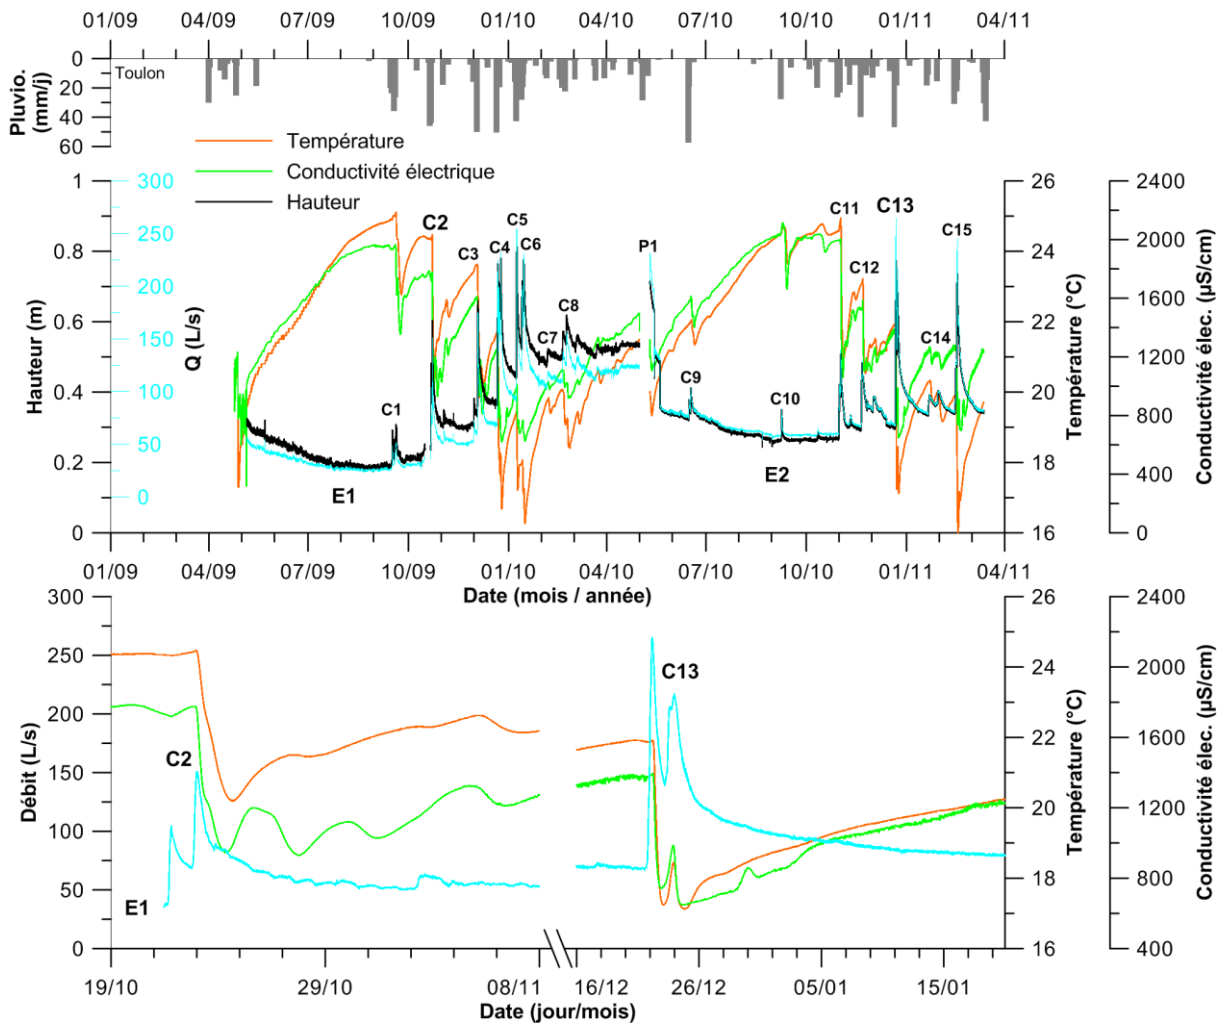 01/09 04/09 07/09 10/09 01/10 04/10 07/10 10/10 01/11 04/11
Pluvio.
(mm/j)
0
20
40
60
Toulon
Température
Conductivité électrique
Hauteur
Hauteur (m)
1
0.8
0.6
0.4
0.2
0
Q (L/s)
300
250
200
150
100
50
0
C1
C2
C3
C4
C5
C6
C7
C8
P1
C9
C10
C11
C12
C13
C14
C15
E1
E2
Température (°C)
26
24
22
20
18
16
Conductivité élec. (µS/cm)
2400
2000
1600
1200
800
400
0
01/09 04/09 07/09 10/09 01/10 04/10 07/10 10/10 01/11 04/11
Date (mois / année)
Débit (L/s)
300
250
200
150
100
50
0
C2
E1
C13
Température (°C)
26
24
22
20
18
16
Conductivité élec. (µS/cm)
2400
2000
1600
1200
800
400
19/10 29/10 08/11 16/12 26/12 05/01 15/01
Date (jour/mois)